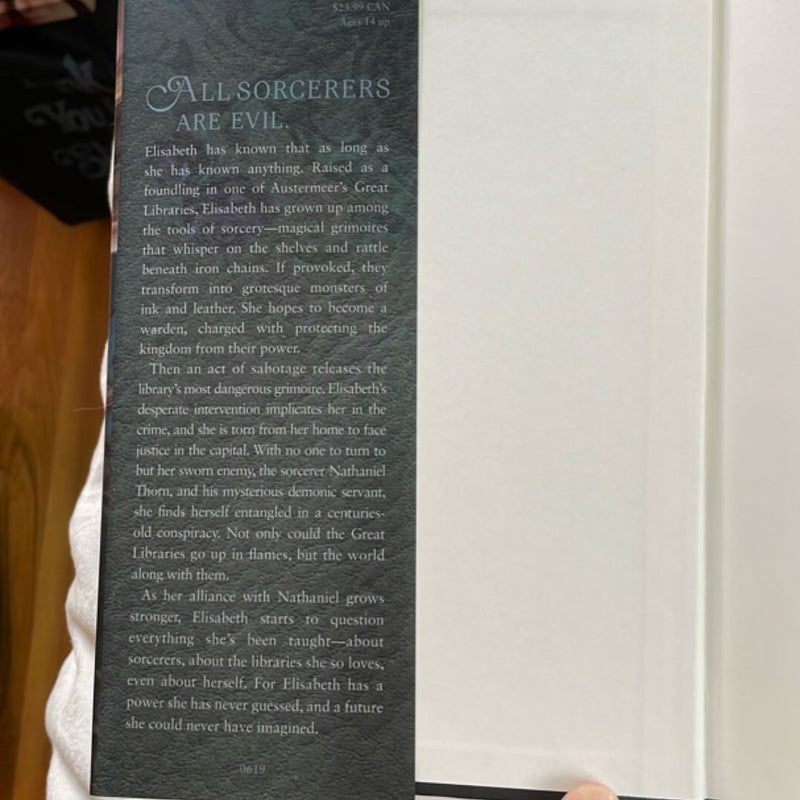 $23.99 CAN
Ages 14 up
ALL SORCERERS
ARE EVIL.
Elisabeth has known that as long as
she has known anything. Raised as a
foundling in one of Austermeer's Great
Libraries, Elisabeth has grown up among
the tools of sorcery—magical grimoires
that whisper on the shelves and rattle
beneath iron chains. If provoked, they
transform into grotesque monsters of
ink and leather. She hopes to become a
warden, charged with protecting the
kingdom from their power.
Then an act of sabotage releases the
library's most dangerous grimoire. Elisabeth's
desperate intervention implicates her in the
crime, and she is torn from her home to face
justice in the capital. With no one to turn to
but her sworn enemy, the sorcerer Nathaniel
Thorn, and his mysterious demonic servant,
she finds herself entangled in a centuries-
old conspiracy. Not only could the Great
Libraries go up in flames, but the world
along with them.
As her alliance with Nathaniel grows
stronger, Elisabeth starts to question
everything she's been taught—about
sorcerers, about the libraries she so loves,
even about herself. For Elisabeth has a
power she has never guessed, and a future
she could never have imagined.
0619